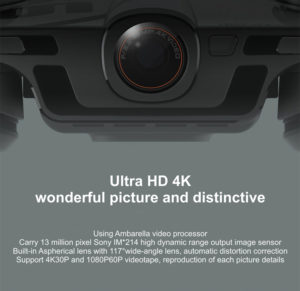 Ultra HD 4K
wonderful picture and distinctive
Using Ambarella video processor
Carry 13 million pixel Sony IM*214 high dynamic range output image sensor
Built-in Aspherical lens with 117°wide-angle lens, automatic distortion correction
Support 4K30P and 1080P60P videotape, reproduction of each picture details